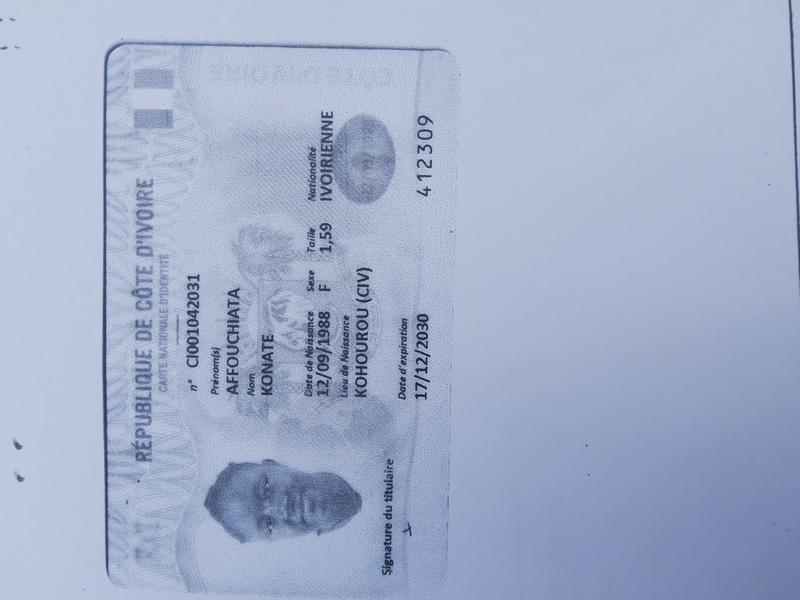 CÔTE D'IVOIRE
RÉPUBLIQUE DE CÔTE D'IVOIRE
CARTE NATIONALE D'IDENTITÉ
n° CI001042031
Prénom(s)
AFFOUCHIATA
Nom
KONATE
Date de Naissance Sexe Taille Nationalité
12/09/1988 F 1,59 IVOIRIENNE
Lieu de Naissance
KOHOUROU (CIV)
Date d'expiration
17/12/2030
412309
Signature du titulaire